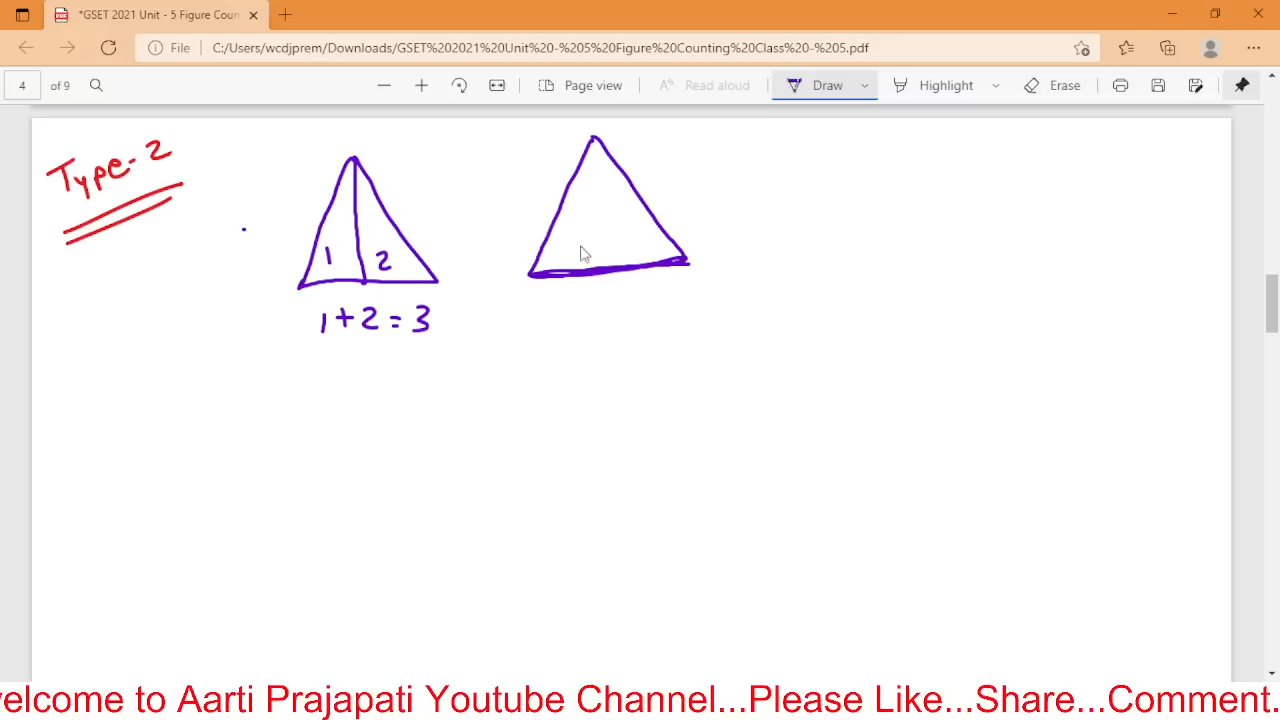 *GSET 2021 Unit - 5 Figure Coun
File
C:/Users/wcdjprem/Downloads/GSET%202021%20Unit%20-%205%20Figure%20Counting%20Class%20-%205.pdf
4 of 9
Page view
Read aloud
Draw
Highlight
Erase
Type-2
1 2
1+2=3
elcome to Aarti Prajapati Youtube Channel...Please Like...Share...Comment.